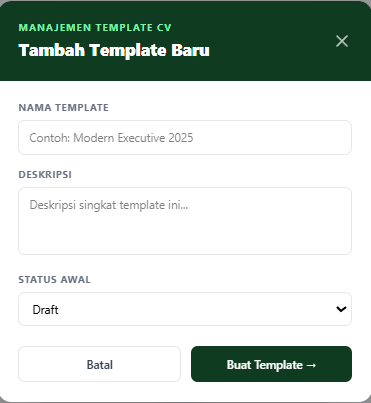 MANAJEMEN TEMPLATE CV
Tambah Template Baru
NAMA TEMPLATE
Contoh: Modern Executive 2025
DESKRIPSI
Deskripsi singkat template ini...
STATUS AWAL
Draft
Batal
Buat Template →